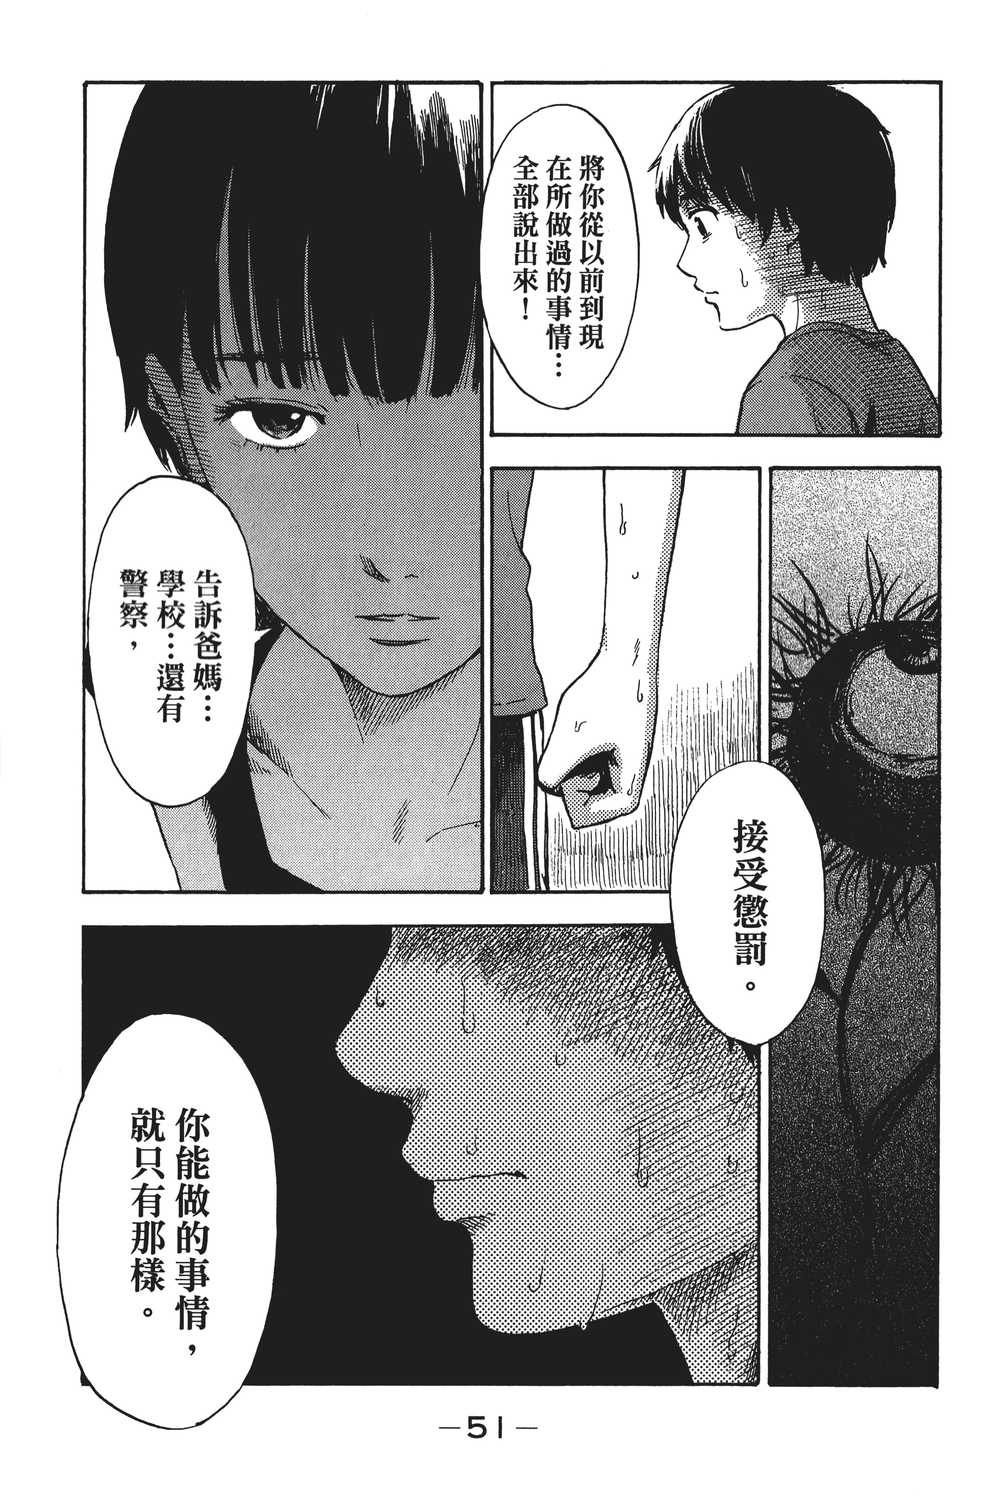 將你從以前到現
在所做過的事情…
全部說出來！
告訴爸媽…
學校…還有
警察，
接受懲罰。
你能做的事情，
就只有那樣。
—51—